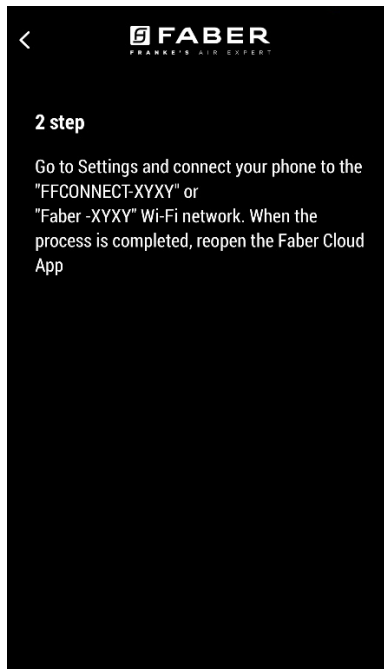 FABER
FRANKE'S AIR EXPERT
2 step
Go to Settings and connect your phone to the
"FFCONNECT-XYXY" or
"Faber -XYXY" Wi-Fi network. When the
process is completed, reopen the Faber Cloud
App